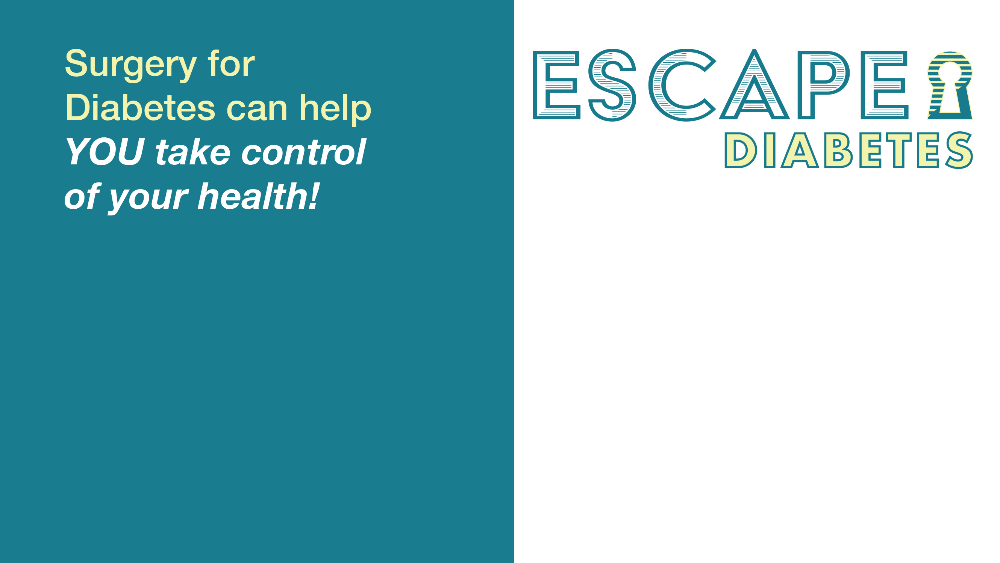 Surgery for
Diabetes can help
YOU take control
of your health!
ESCAPE
DIABETES